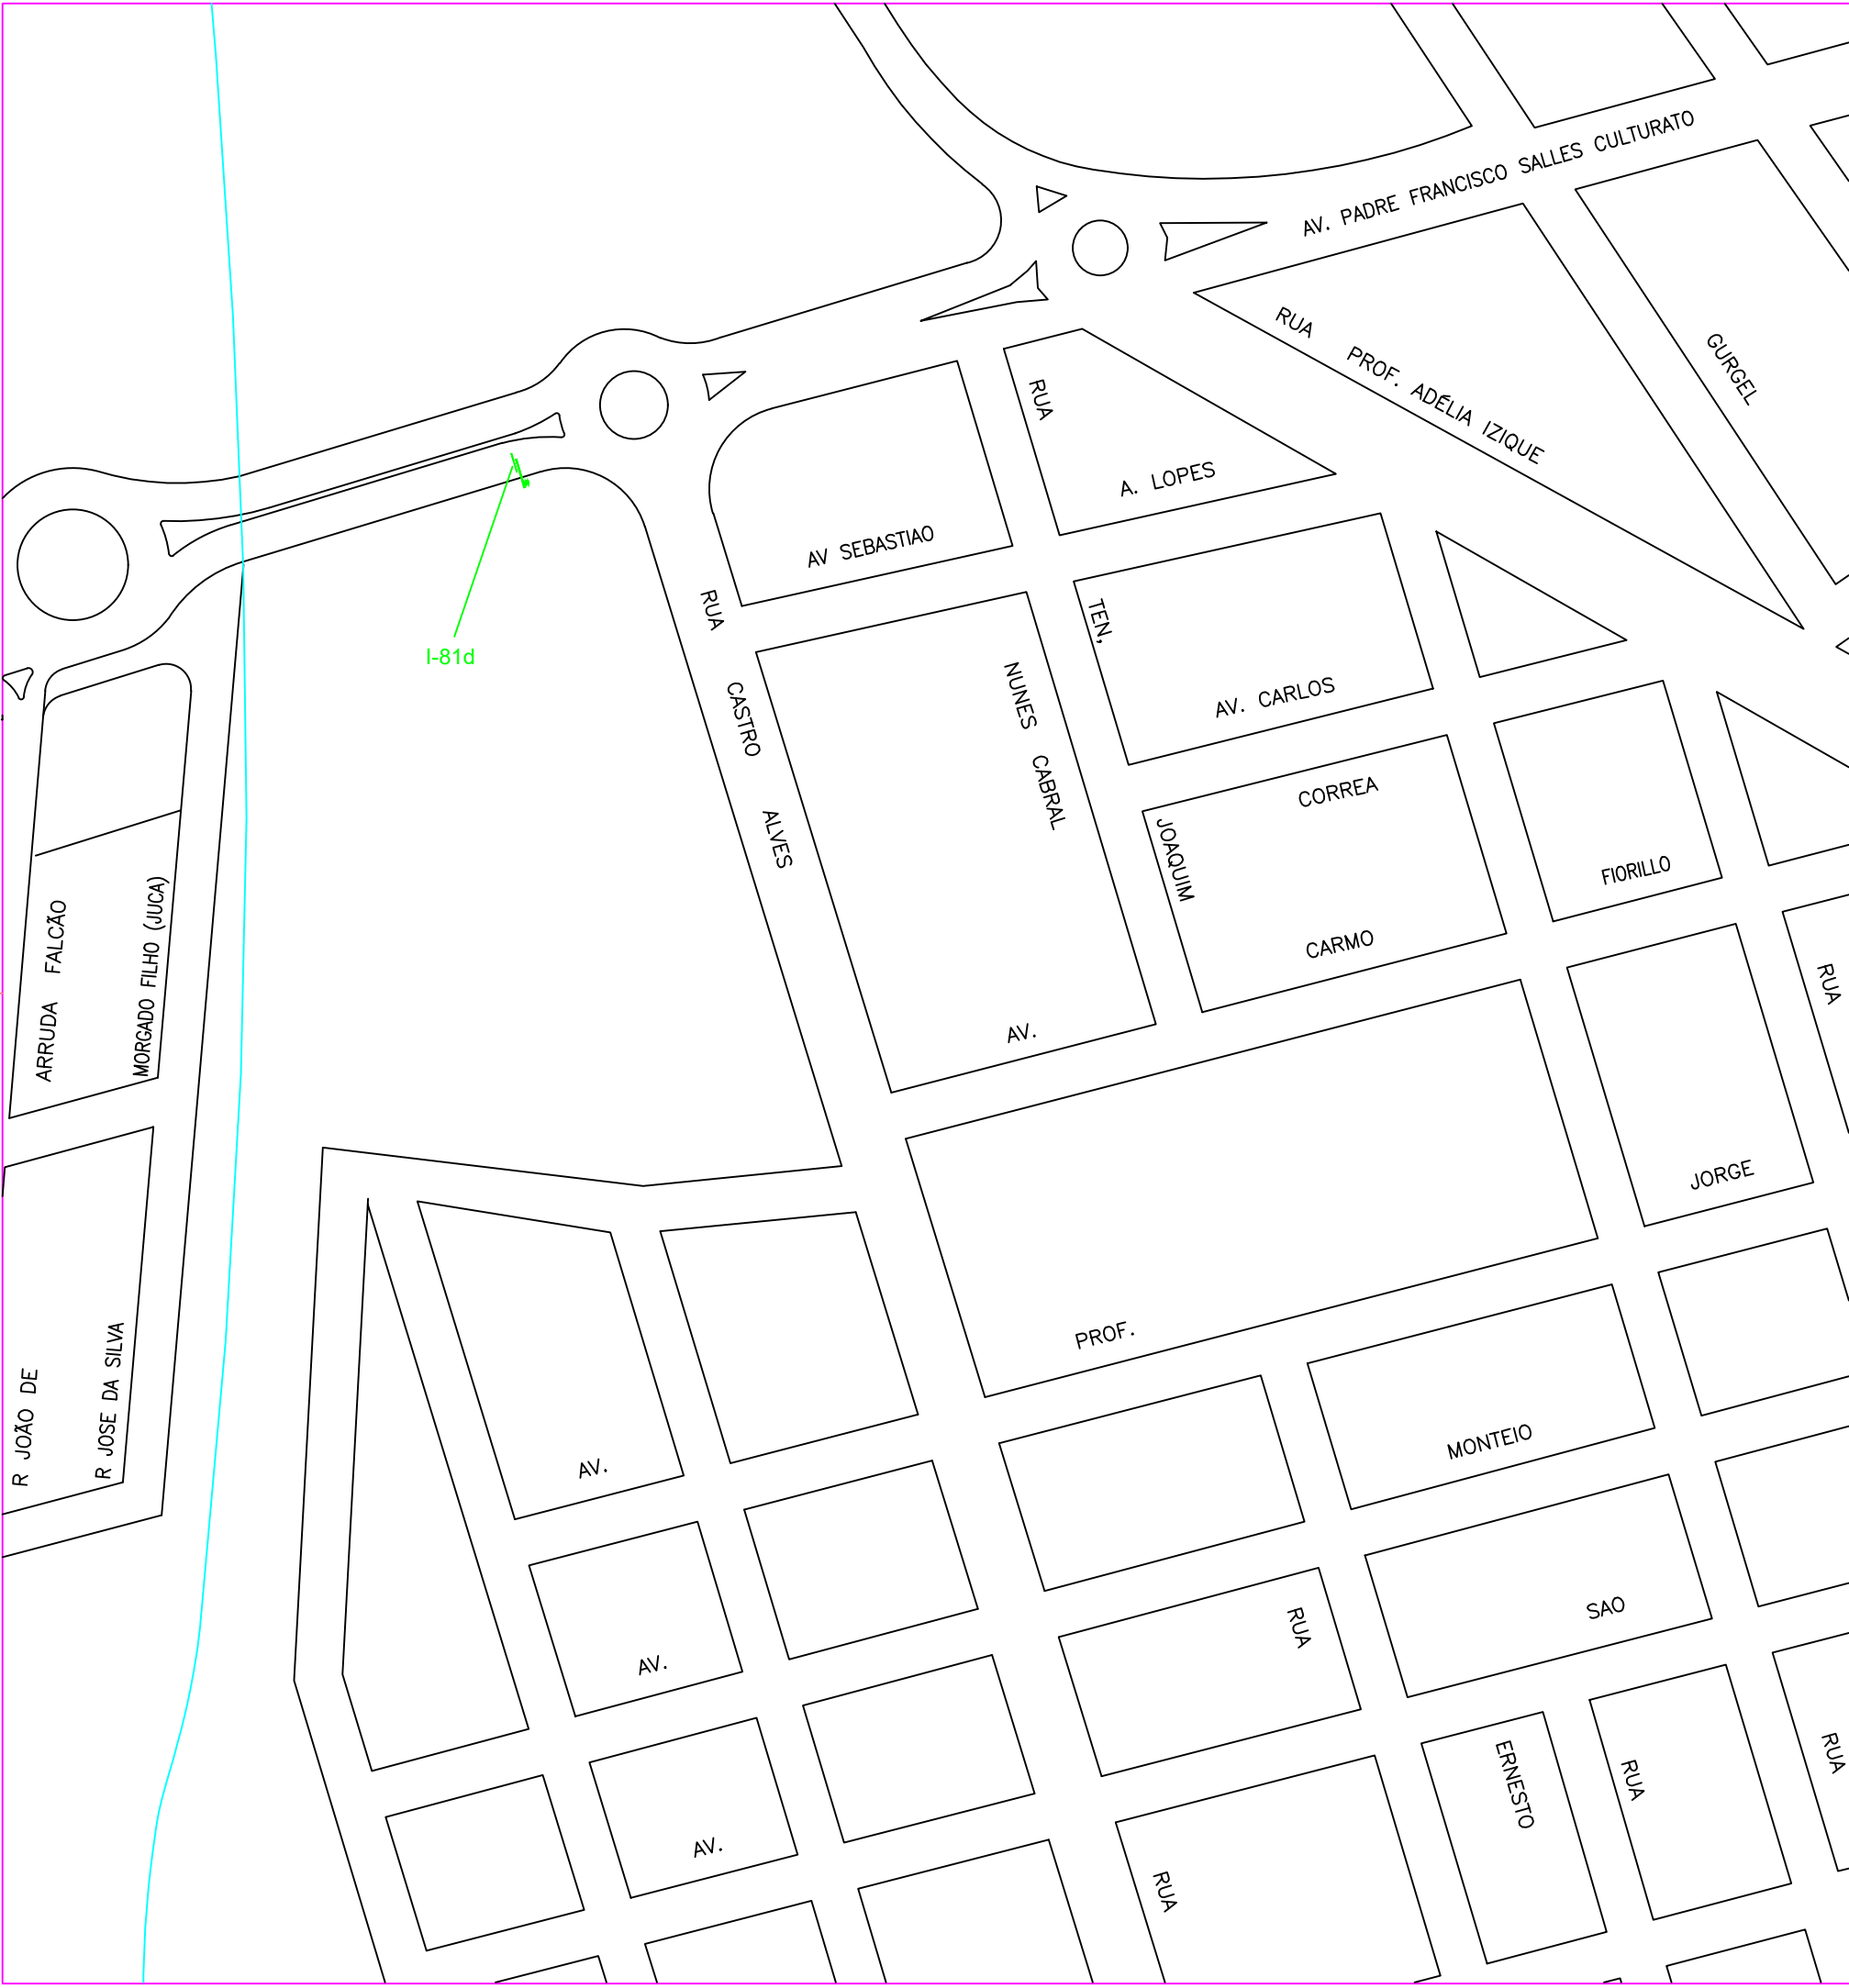 AV. PADRE FRANCISCO SALLES CULTURATO
RUA PROF. ADÉLIA IZIQUE
GURGEL
RUA
A. LOPES
AV SEBASTIAO
RUA CASTRO ALVES
TEN,
NUNES CABRAL
AV. CARLOS
CORREA
JOAQUIM
FIORILLO
CARMO
AV.
RUA
I-81d
ARRUDA FALCÃO
MORGADO FILHO (JUCA)
R JOÃO DE
R JOSE DA SILVA
JORGE
PROF.
MONTEIO
AV.
SAO
RUA
AV.
ERNESTO
RUA
RUA
AV.
RUA